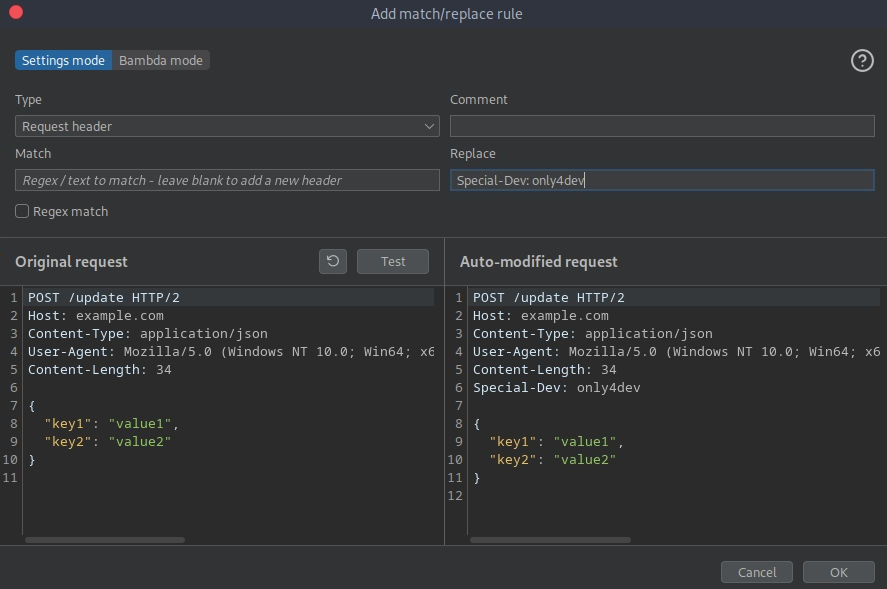 Add match/replace rule
Settings mode Bambda mode
?
Type
Comment
Request header
Match
Replace
Regex / text to match - leave blank to add a new header
Special-Dev: only4dev
Regex match
Original request
Test
Auto-modified request
1 POST /update HTTP/2
2 Host: example.com
3 Content-Type: application/json
4 User-Agent: Mozilla/5.0 (Windows NT 10.0; Win64; x6
5 Content-Length: 34
6
7 {
8 "key1": "value1",
9 "key2": "value2"
10 }
11
1 POST /update HTTP/2
2 Host: example.com
3 Content-Type: application/json
4 User-Agent: Mozilla/5.0 (Windows NT 10.0; Win64; x6
5 Content-Length: 34
6 Special-Dev: only4dev
7
8 {
9 "key1": "value1",
10 "key2": "value2"
11 }
12
Cancel
OK